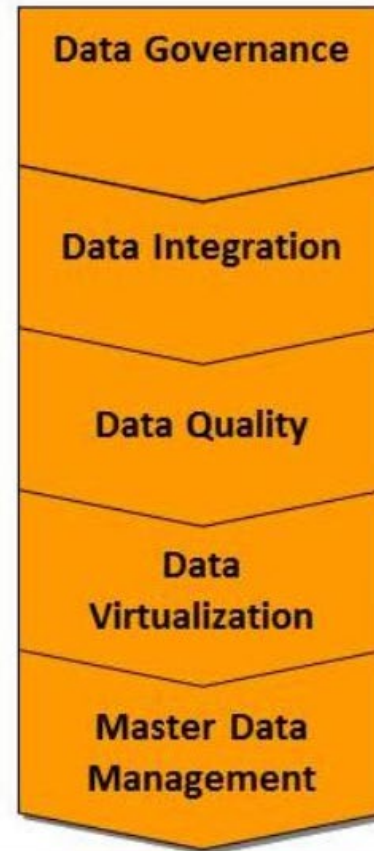 Data Governance
Data Integration
Data Quality
Data
Virtualization
Master Data
Management